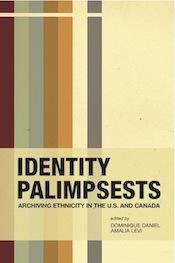 IDENTITY
PALIMPSESTS
ARCHIVING ETHNICITY IN THE U.S. AND CANADA
edited by
DOMINIQUE DANIEL
AMALIA LEVI